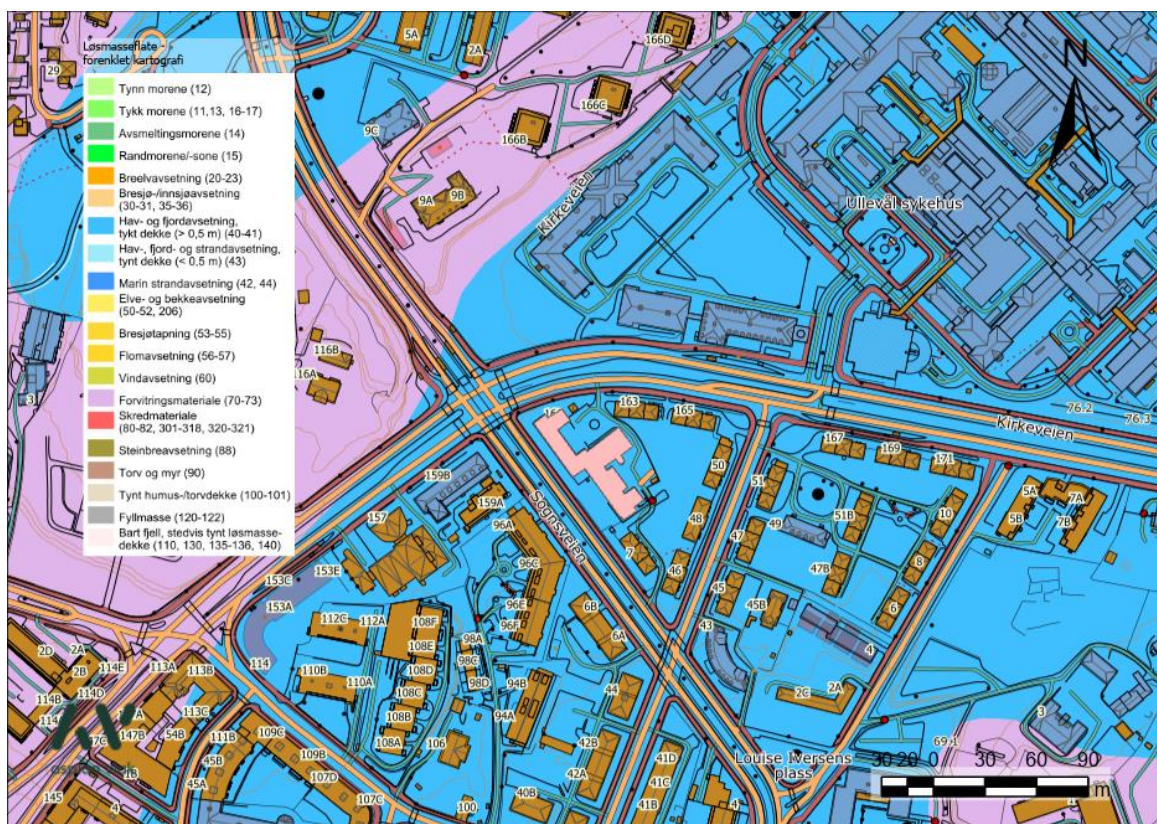 Løsmasseflate -
forenklet kartografi
Tynn morene (12)
Tykk morene (11,13, 16-17)
Avsmeltingsmorene (14)
Randmorene/-sone (15)
Breelvavsetning (20-23)
Bresjø-/innsjøavsetning
(30-31, 35-36)
Hav- og fjordavsetning,
tykt dekke (> 0,5 m) (40-41)
Hav-, fjord- og strandavsetning,
tynt dekke (< 0,5 m) (43)
Marin strandavsetning (42, 44)
Elve- og bekkeavsetning
(50-52, 206)
Bresjøtapning (53-55)
Flomavsetning (56-57)
Vindavsetning (60)
Forvitringsmateriale (70-73)
Skredmateriale
(80-82, 301-318, 320-321)
Steinbreavsetning (88)
Torv og myr (90)
Tynt humus-/torvdekke (100-101)
Fyllmasse (120-122)
Bart fjell, stedvis tynt løsmasse-
dekke (110, 130, 135-136, 140)
29
5A
2A
166D
166C
166B
9C
9A
9B
Kirkeveien
Ullevål sykehus
N
116B
116A
3
163
165
167
169
171
76.2
76.3
Kirkeveien
159B
159A
157
96A
Sognsveien
50
51
48
49
51B
10
5A
7A
5B
7B
153E
153C
153A
96C
96E
96F
7
46
47
47B
8
45
45B
6
112C
112A
108F
108E
108D
108C
108B
108A
98A
98C
98D
6B
6A
43
4
2D
2A
2B
114E
113A
113B
114
110B
110A
94B
94A
44
2C
2A
114B
114D
113C
147B
54B
111B
109C
45B
109B
107D
107C
106
42B
42A
41D
41C
41B
40B
100
45A
145
4
4
Louise Iversens
plass
69.1
3
30 20 0 30 60 90
m